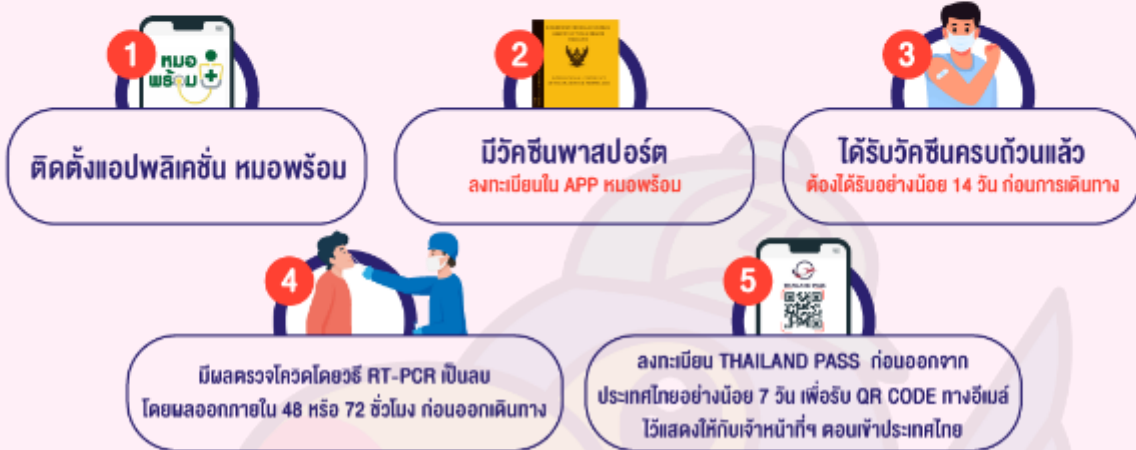 1
หมอ
พร้อม
ติดตั้งแอปพลิเคชั่น หมอพร้อม
2
มีวัคซีนพาสปอร์ต
ลงทะเบียนใน APP หมอพร้อม
3
ได้รับวัคซีนครบถ้วนแล้ว
ต้องได้รับอย่างน้อย 14 วัน ก่อนการเดินทาง
4
มีผลตรวจโควิดโดยวิธี RT-PCR เป็นลบ
โดยผลออกภายใน 48 หรือ 72 ชั่วโมง ก่อนออกเดินทาง
5
THAILAND PASS
ลงทะเบียน THAILAND PASS ก่อนออกจาก
ประเทศไทยอย่างน้อย 7 วัน เพื่อรับ QR CODE ทางอีเมล์
ไว้แสดงให้กับเจ้าหน้าที่ฯ ตอนเข้าประเทศไทย